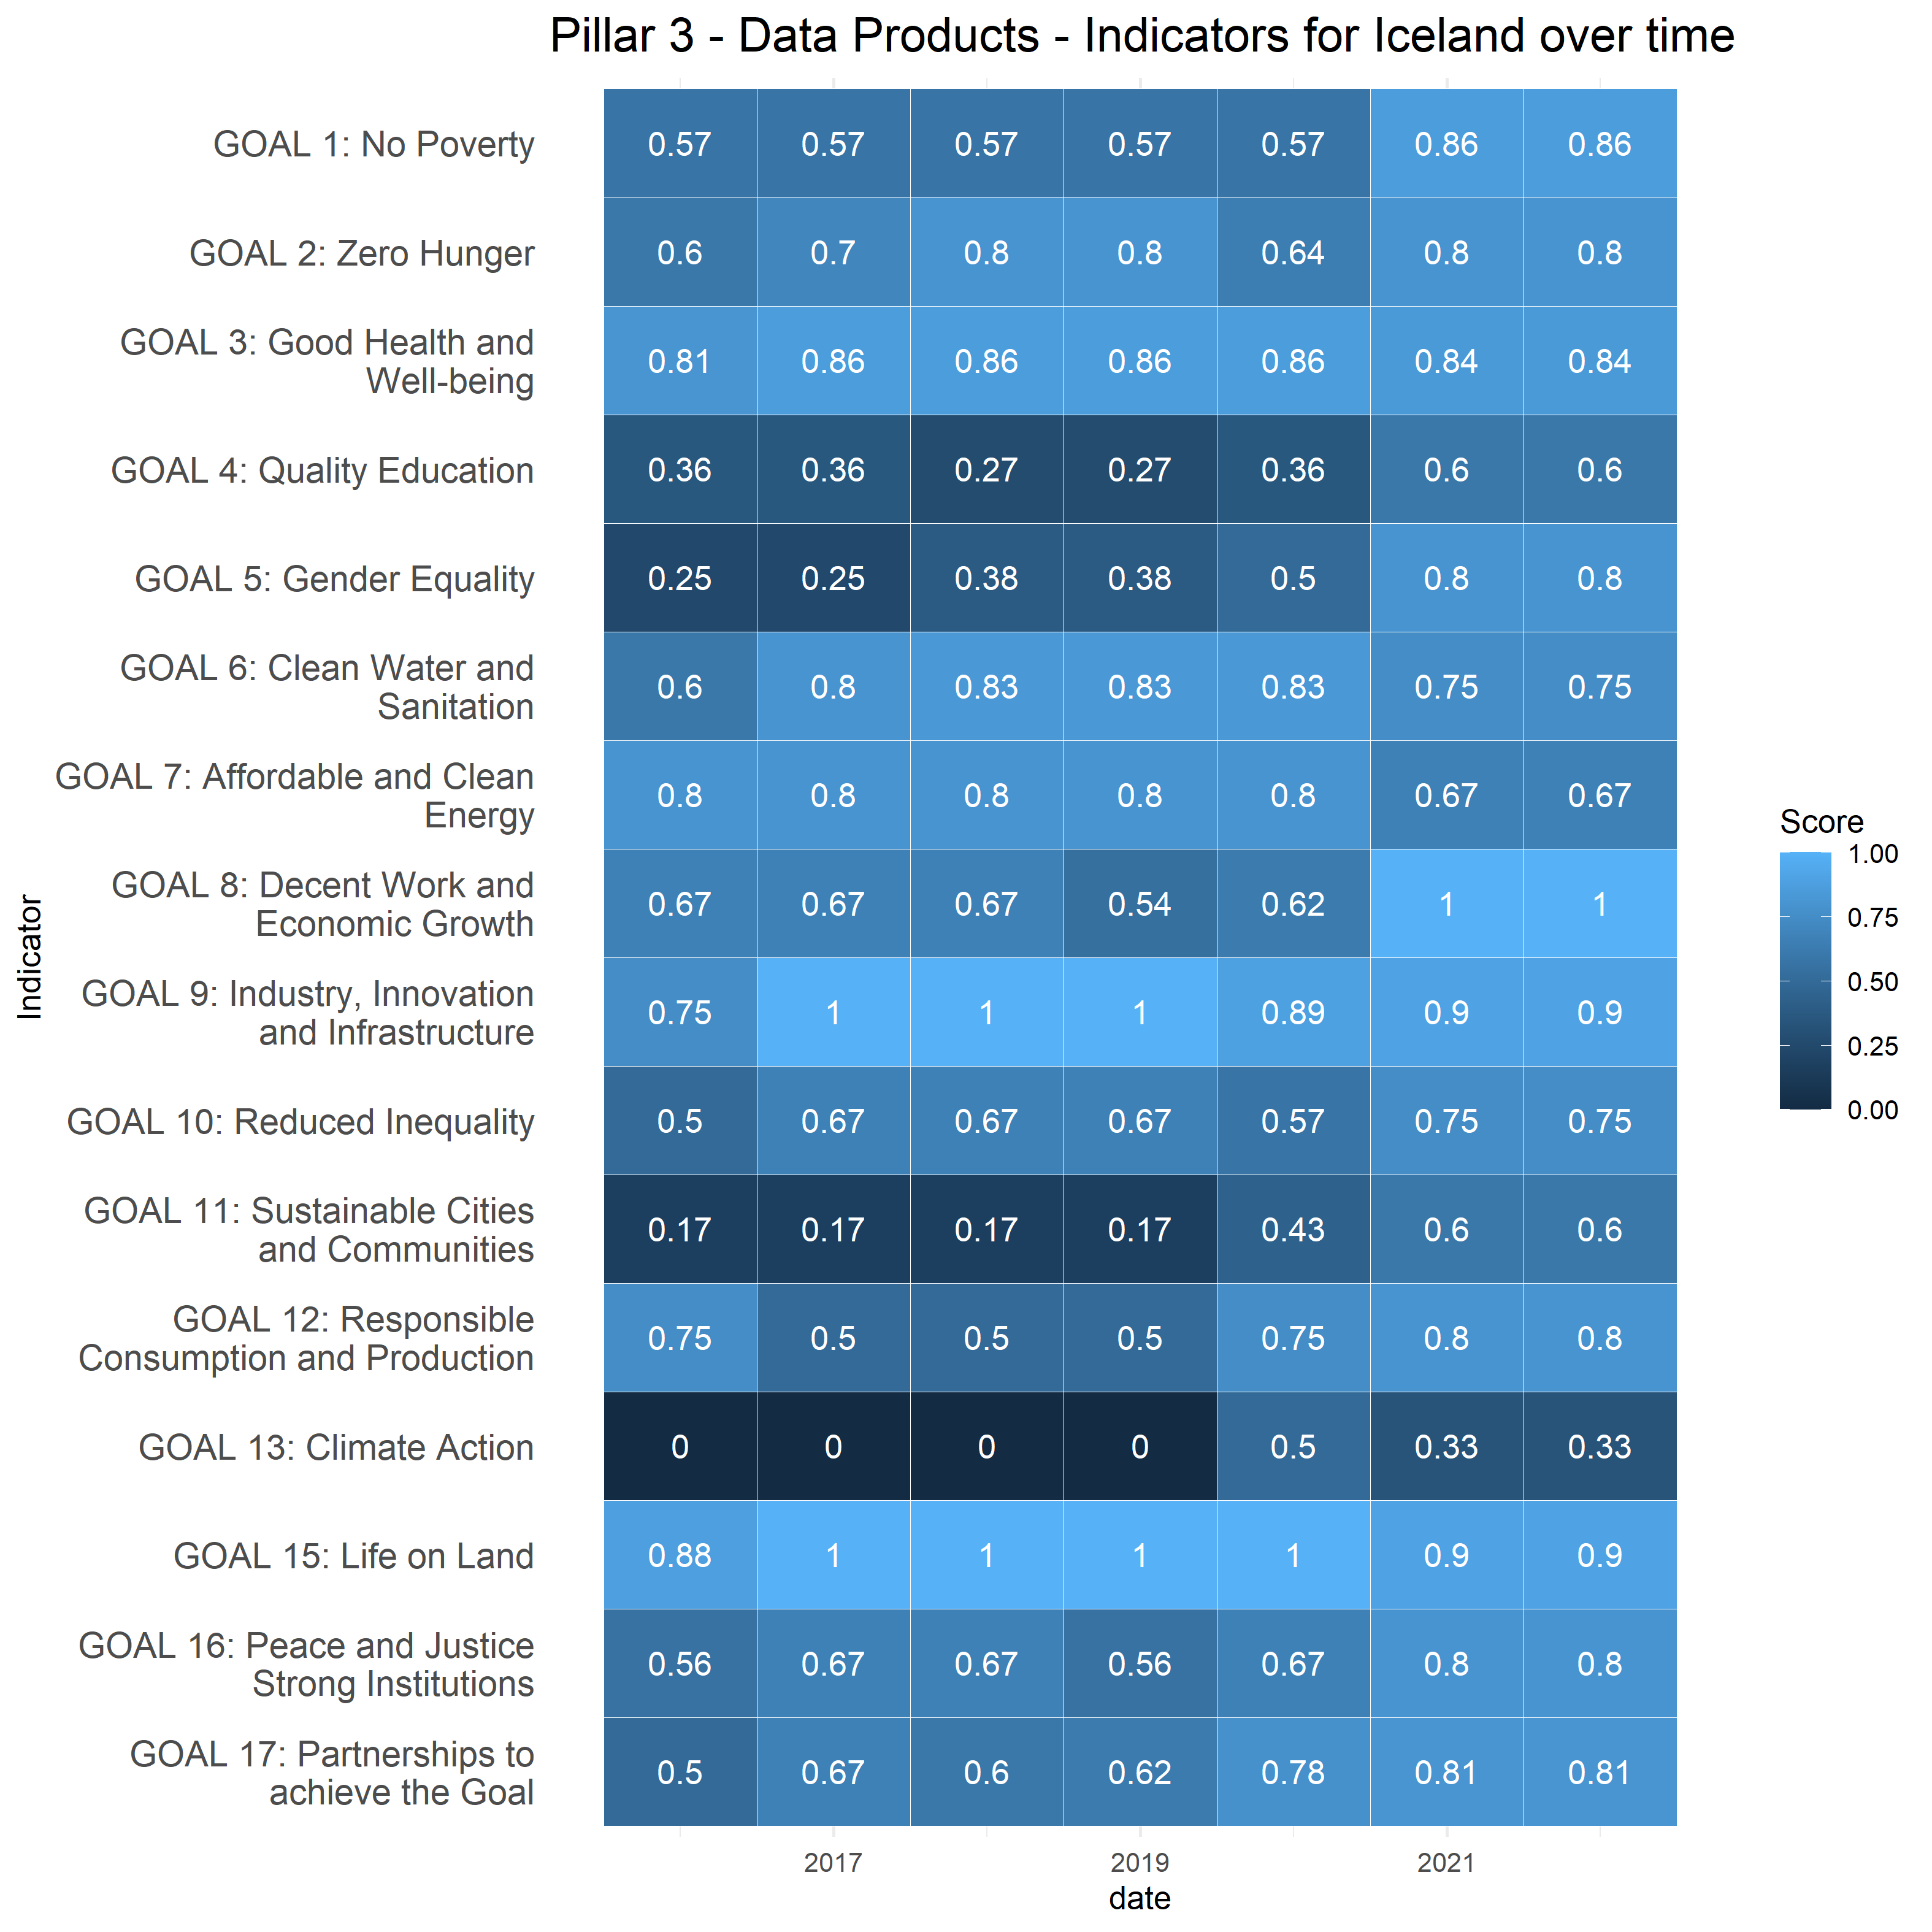 Pillar 3 - Data Products - Indicators for Iceland over time
GOAL 1: No Poverty 0.57 0.57 0.57 0.57 0.57 0.86 0.86
GOAL 2: Zero Hunger 0.6 0.7 0.8 0.8 0.64 0.8 0.8
GOAL 3: Good Health and
Well-being 0.81 0.86 0.86 0.86 0.86 0.84 0.84
GOAL 4: Quality Education 0.36 0.36 0.27 0.27 0.36 0.6 0.6
GOAL 5: Gender Equality 0.25 0.25 0.38 0.38 0.5 0.8 0.8
GOAL 6: Clean Water and
Sanitation 0.6 0.8 0.83 0.83 0.83 0.75 0.75
GOAL 7: Affordable and Clean
Energy 0.8 0.8 0.8 0.8 0.8 0.67 0.67
GOAL 8: Decent Work and
Economic Growth 0.67 0.67 0.67 0.54 0.62 1 1
GOAL 9: Industry, Innovation
and Infrastructure 0.75 1 1 1 0.89 0.9 0.9
GOAL 10: Reduced Inequality 0.5 0.67 0.67 0.67 0.57 0.75 0.75
GOAL 11: Sustainable Cities
and Communities 0.17 0.17 0.17 0.17 0.43 0.6 0.6
GOAL 12: Responsible
Consumption and Production 0.75 0.5 0.5 0.5 0.75 0.8 0.8
GOAL 13: Climate Action 0 0 0 0 0.5 0.33 0.33
GOAL 15: Life on Land 0.88 1 1 1 1 0.9 0.9
GOAL 16: Peace and Justice
Strong Institutions 0.56 0.67 0.67 0.56 0.67 0.8 0.8
GOAL 17: Partnerships to
achieve the Goal 0.5 0.67 0.6 0.62 0.78 0.81 0.81
2017 2019 2021
date
Indicator
Score
1.00
0.75
0.50
0.25
0.00